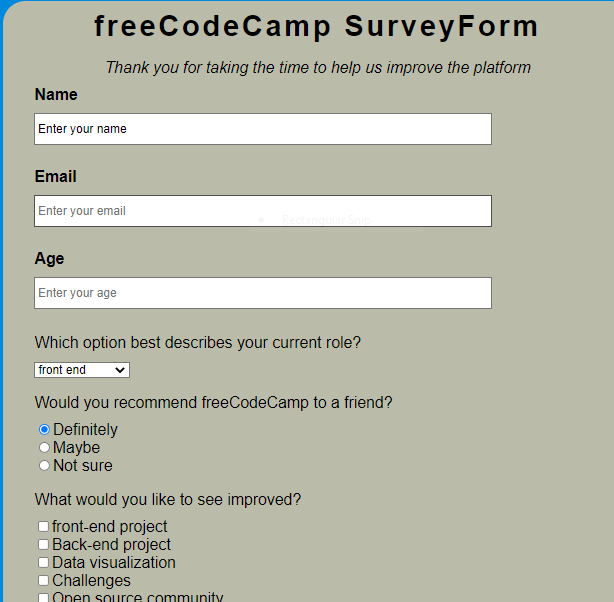 freeCodeCamp SurveyForm
Thank you for taking the time to help us improve the platform
Name
Enter your name
Email
Enter your email
Rectangular Snip
Age
Enter your age
Which option best describes your current role?
front end
Would you recommend freeCodeCamp to a friend?
Definitely
Maybe
Not sure
What would you like to see improved?
front-end project
Back-end project
Data visualization
Challenges
Open source community